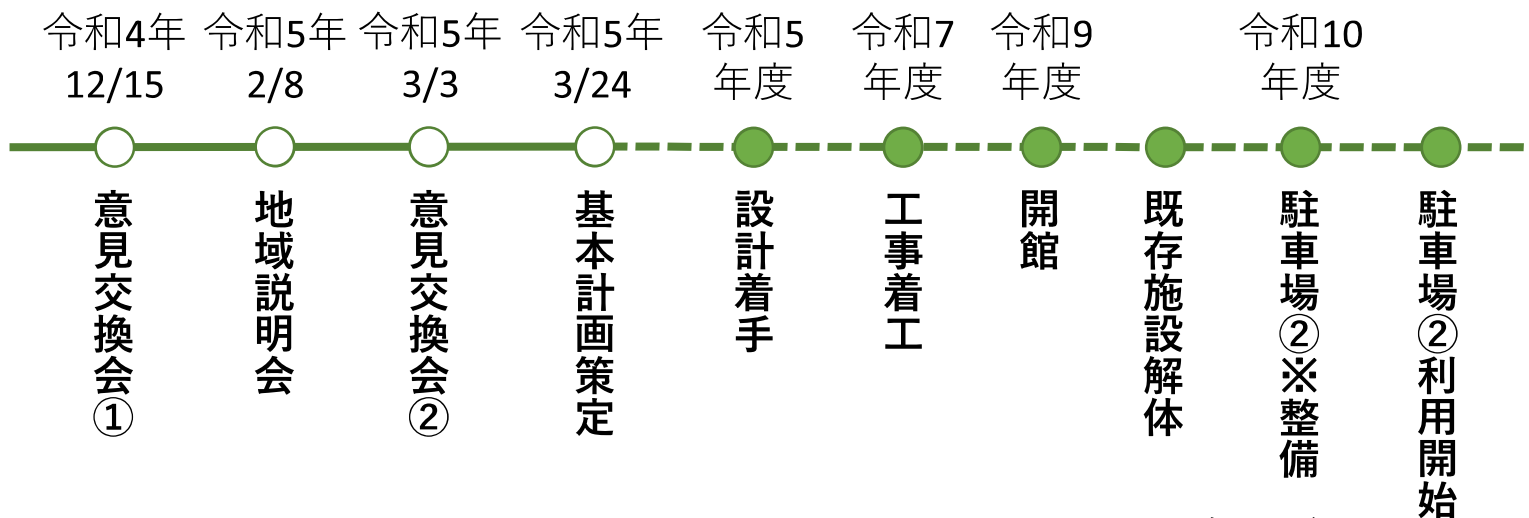 令和4年
12/15
令和5年
2/8
令和5年
3/3
令和5年
3/24
令和5
年度
令和7
年度
令和9
年度
令和10
年度
意見交換会①
地域説明会
意見交換会②
基本計画策定
設計着手
工事着工
開館
既存施設解体
駐車場②※整備
駐車場②利用開始